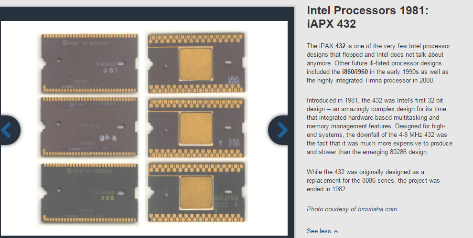 Intel Processors 1981:
iAPX 432
The iPAX 432 is one of the very few Intel processor
designs that flopped and Intel does not talk about
anymore. Other future ill-fated processor designs
included the i860/i960 in the early 1990s as well as
the highly integrated Timna processor in 2000.
Introduced in 1981, the 432 was Intel's first 32-bit
design – an amazingly complex design for its time
that integrated hardware-based multitasking and
memory management features. Designed for high-
end systems, the downfall of the 4-8 MHz 432 was
the fact that it was much more expensive to produce
and slower than the emerging 80286 design.
While the 432 was originally designed as a
replacement for the 8086 series, the project was
ended in 1982.
Photo courtesy of
See less